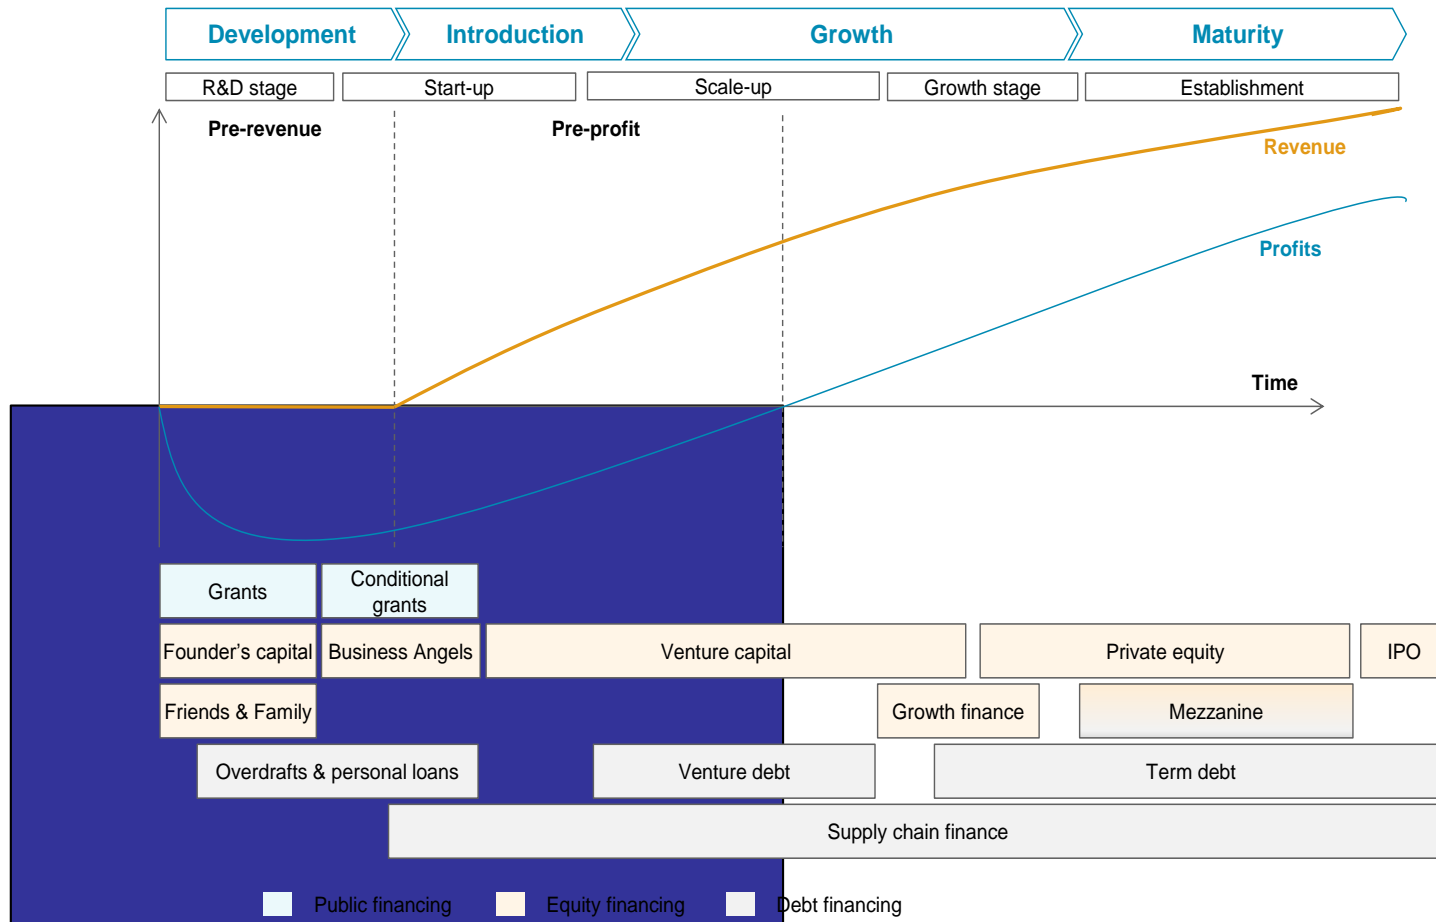 Development
Introduction
Growth
Maturity
R&D stage
Start-up
Scale-up
Growth stage
Establishment
Pre-revenue
Pre-profit
Revenue
Profits
Time
Grants
Conditional
grants
Founder’s capital
Business Angels
Venture capital
Private equity
IPO
Friends & Family
Growth finance
Mezzanine
Overdrafts & personal loans
Venture debt
Term debt
Supply chain finance
Public financing
Equity financing
Debt financing